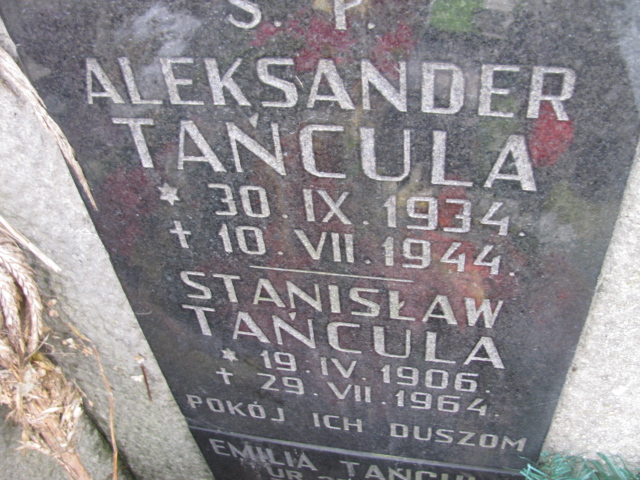 Ś. P.
ALEKSANDER
TAŃCULA
* 30. IX. 1934.
† 10. VII. 1944.
STANISŁAW
TAŃCULA
* 19. IV. 1906.
† 29. VII. 1964.
POKÓJ ICH DUSZOM
EMILIA
UR